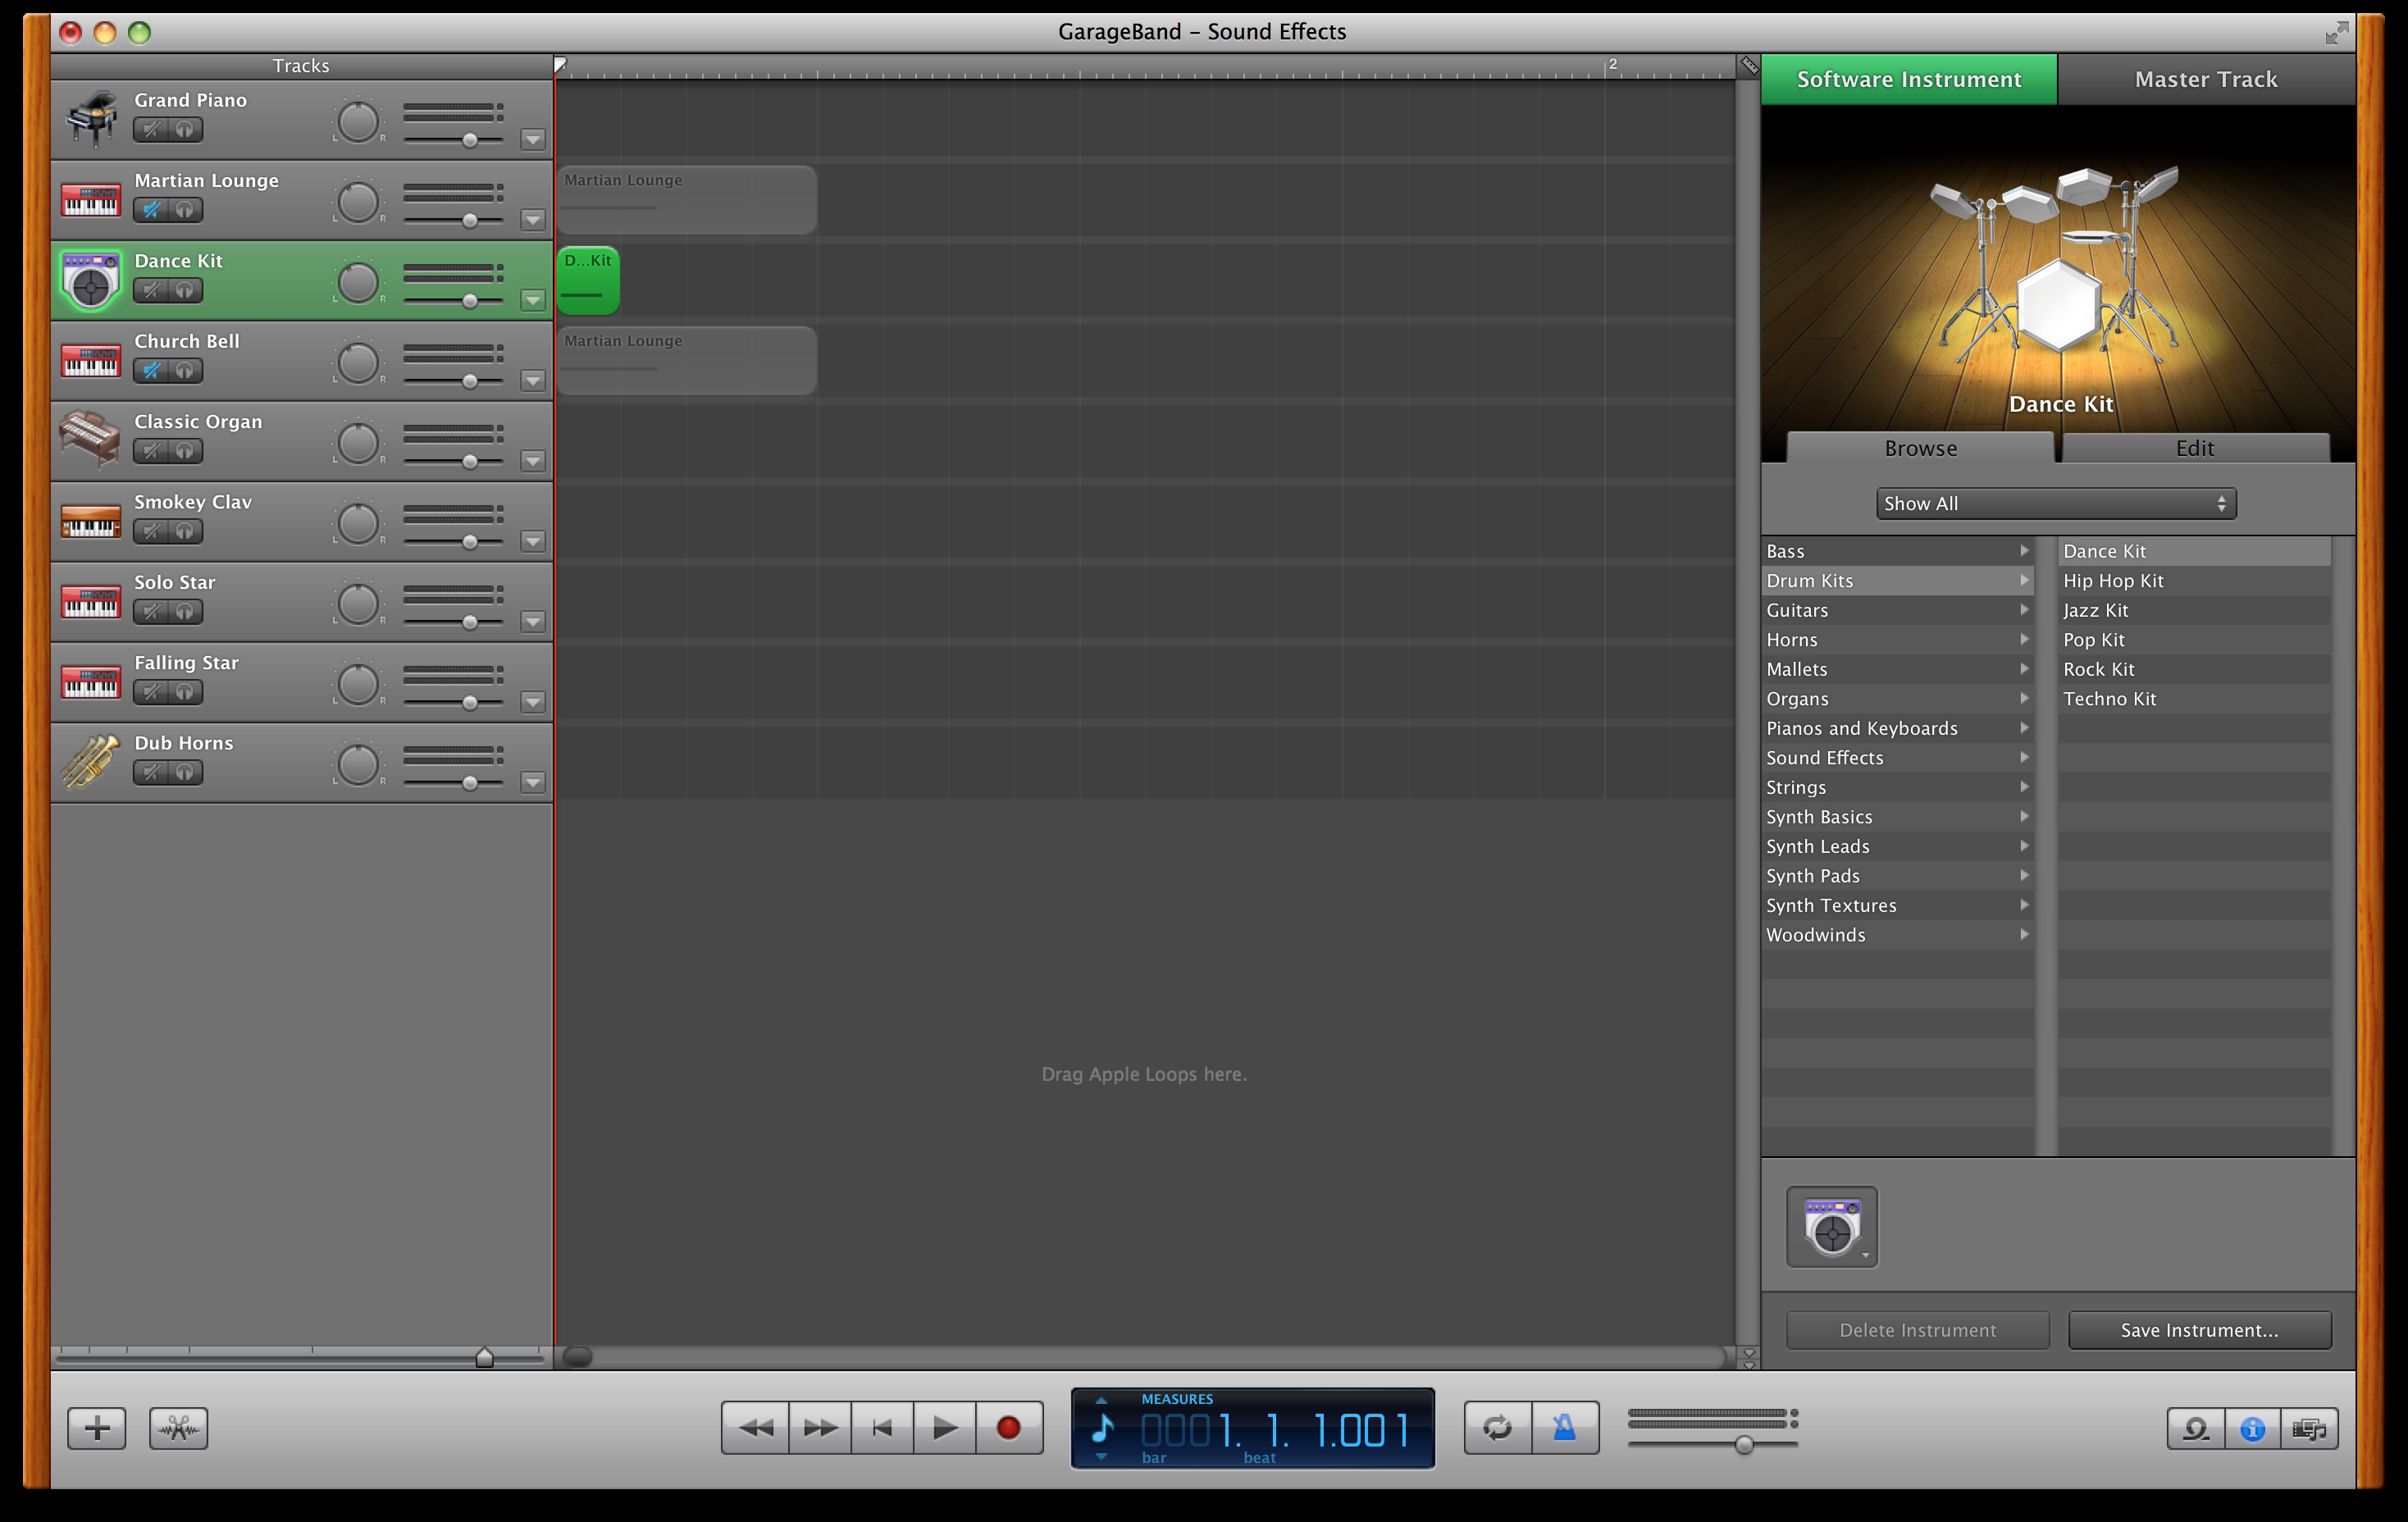 GarageBand – Sound Effects
Tracks
2
Grand Piano
L R
Martian Lounge
L R
Martian Lounge
Dance Kit
L R
D...Kit
Church Bell
L R
Martian Lounge
Classic Organ
L R
Smokey Clav
L R
Solo Star
L R
Falling Star
L R
Dub Horns
L R
Drag Apple Loops here.
Software Instrument
Master Track
Dance Kit
Browse
Edit
Show All
Bass
Drum Kits
Guitars
Horns
Mallets
Organs
Pianos and Keyboards
Sound Effects
Strings
Synth Basics
Synth Leads
Synth Pads
Synth Textures
Woodwinds
Dance Kit
Hip Hop Kit
Jazz Kit
Pop Kit
Rock Kit
Techno Kit
Delete Instrument
Save Instrument...
MEASURES
0001. 1. 1.001
bar beat